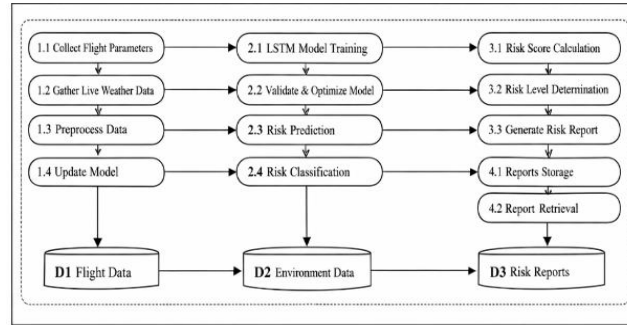 1.1 Collect Flight Parameters
2.1 LSTM Model Training
3.1 Risk Score Calculation
1.2 Gather Live Weather Data
2.2 Validate & Optimize Model
3.2 Risk Level Determination
1.3 Preprocess Data
2.3 Risk Prediction
3.3 Generate Risk Report
1.4 Update Model
2.4 Risk Classification
4.1 Reports Storage
4.2 Report Retrieval
D1 Flight Data
D2 Environment Data
D3 Risk Reports